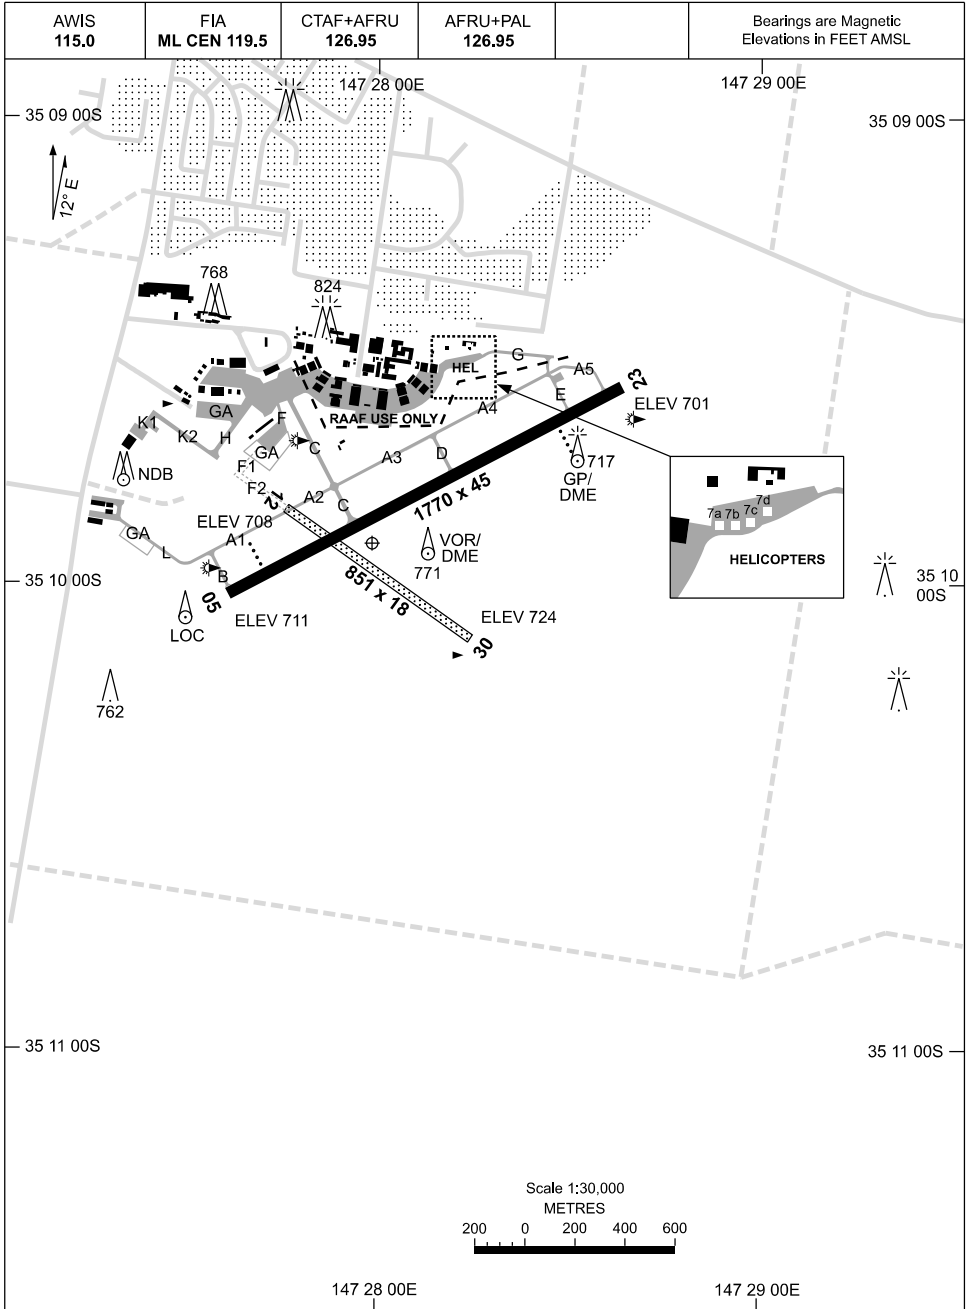 AWIS
115.0
FIA
ML CEN 119.5
CTAF+AFRU
126.95
AFRU+PAL
126.95
Bearings are Magnetic
Elevations in FEET AMSL
147 28 00E
147 29 00E
35 09 00S
35 09 00S
12° E
768
824
HEL
G
A5
23
ELEV 701
E
A4
RAAF USE ONLY
GA
F
K1
K2
H
C
GA
D
A3
717
GP/
DME
NDB
F1
F2
12
A2
C
1770 x 45
7a
7b
7c
7d
HELICOPTERS
ELEV 708
GA
L
A1
VOR/
DME
771
B
851 x 18
35 10 00S
35 10
00S
05
ELEV 711
LOC
ELEV 724
30
762
35 11 00S
35 11 00S
Scale 1:30,000
METRES
200 0 200 400 600
147 28 00E
147 29 00E